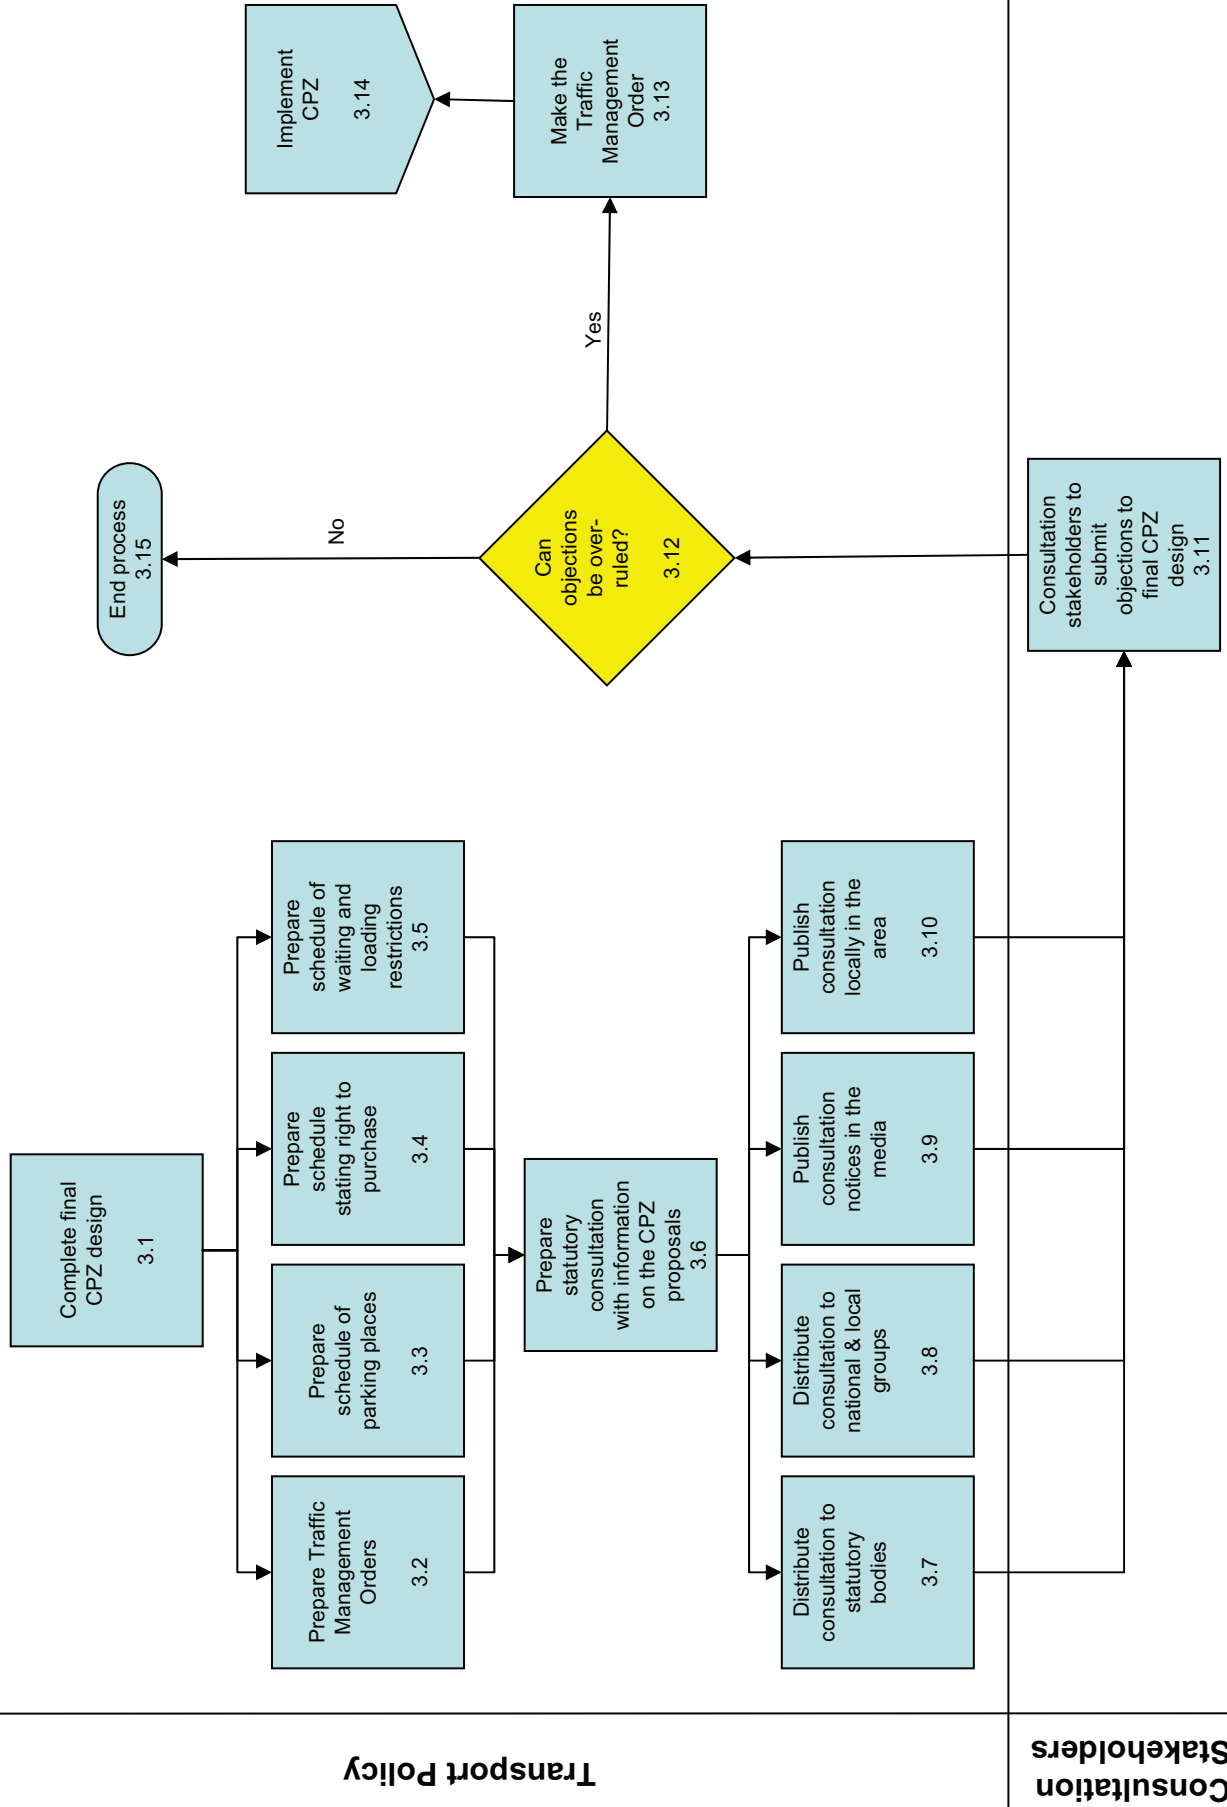 Transport Policy
Complete final
CPZ design
3.1
Prepare Traffic
Management
Orders
3.2
Prepare
schedule of
parking places
3.3
Prepare
schedule
stating right to
purchase
3.4
Prepare
schedule of
waiting and
loading
restrictions
3.5
Prepare
statutory
consultation
with information
on the CPZ
proposals
3.6
Distribute
consultation to
statutory
bodies
3.7
Distribute
consultation to
national & local
groups
3.8
Publish
consultation
notices in the
media
3.9
Publish
consultation
locally in the
area
3.10
Consultation
Stakeholders
Consultation
stakeholders to
submit
objections to
final CPZ
design
3.11
Can
objections
be over-
ruled?
3.12
No
End process
3.15
Yes
Make the
Traffic
Management
Order
3.13
Implement
CPZ
3.14